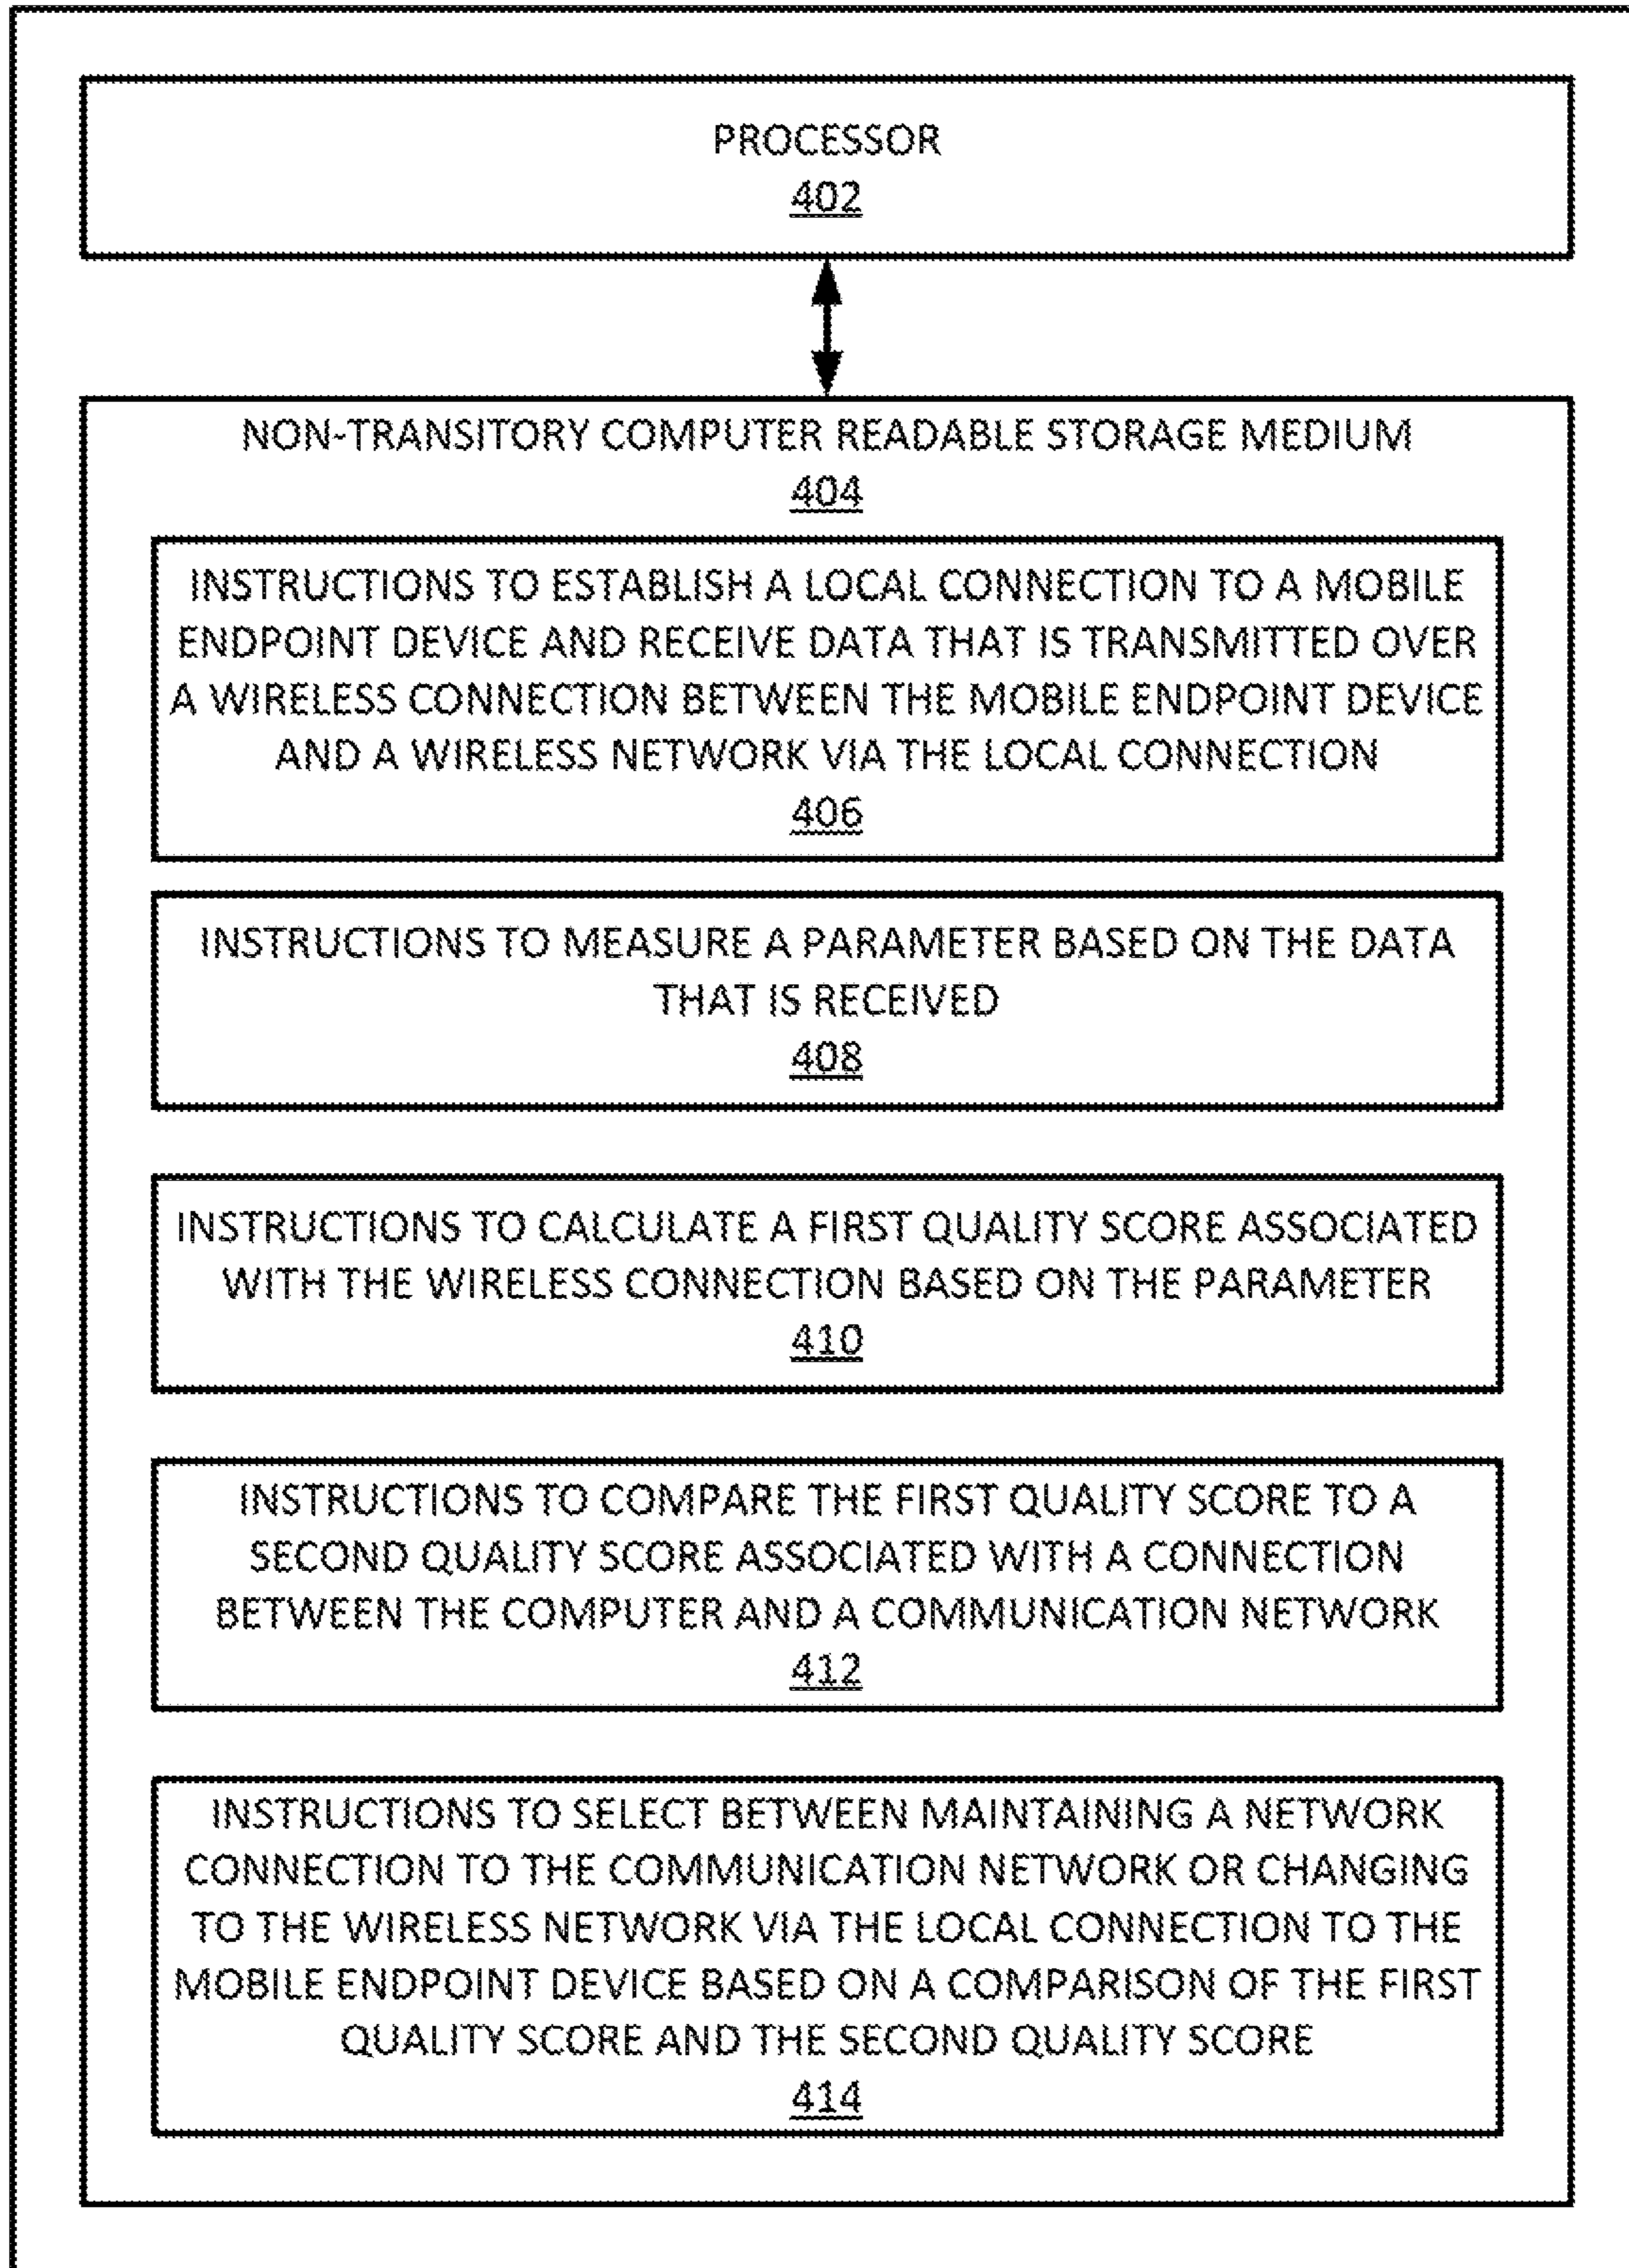 PROCESSOR
402
NON-TRANSITORY COMPUTER READABLE STORAGE MEDIUM
404
INSTRUCTIONS TO ESTABLISH A LOCAL CONNECTION TO A MOBILE
ENDPOINT DEVICE AND RECEIVE DATA THAT IS TRANSMITTED OVER
A WIRELESS CONNECTION BETWEEN THE MOBILE ENDPOINT DEVICE
AND A WIRELESS NETWORK VIA THE LOCAL CONNECTION
406
INSTRUCTIONS TO MEASURE A PARAMETER BASED ON THE DATA
THAT IS RECEIVED
408
INSTRUCTIONS TO CALCULATE A FIRST QUALITY SCORE ASSOCIATED
WITH THE WIRELESS CONNECTION BASED ON THE PARAMETER
410
INSTRUCTIONS TO COMPARE THE FIRST QUALITY SCORE TO A
SECOND QUALITY SCORE ASSOCIATED WITH A CONNECTION
BETWEEN THE COMPUTER AND A COMMUNICATION NETWORK
412
INSTRUCTIONS TO SELECT BETWEEN MAINTAINING A NETWORK
CONNECTION TO THE COMMUNICATION NETWORK OR CHANGING
TO THE WIRELESS NETWORK VIA THE LOCAL CONNECTION TO THE
MOBILE ENDPOINT DEVICE BASED ON A COMPARISON OF THE FIRST
QUALITY SCORE AND THE SECOND QUALITY SCORE
414